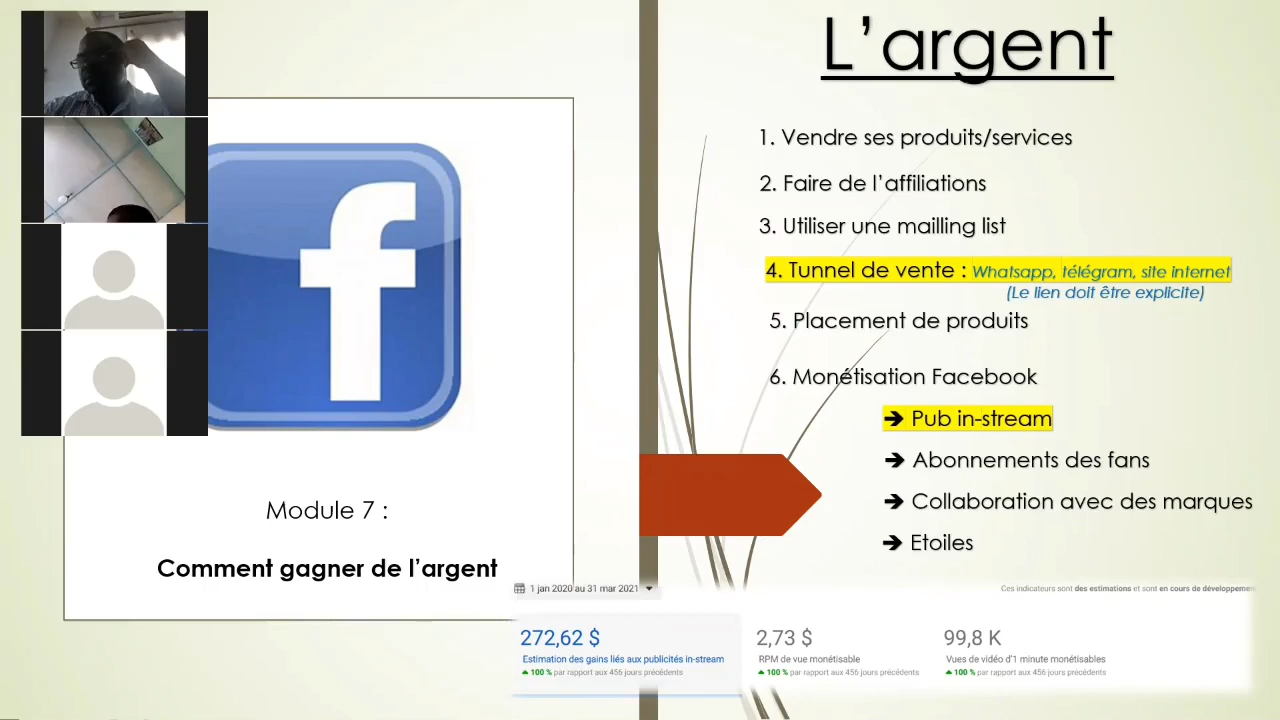 L'argent
1. Vendre ses produits/services
2. Faire de l'affiliations
3. Utiliser une mailling list
4. Tunnel de vente : Whatsapp, télégram, site internet
(Le lien doit être explicite)
5. Placement de produits
6. Monétisation Facebook
➔ Pub in-stream
➔ Abonnements des fans
➔ Collaboration avec des marques
➔ Etoiles
f
Module 7 :
Comment gagner de l'argent
1 jan 2020 au 31 mar 2021
Ces indicateurs sont des estimations et sont en cours de développemen
272,62 $
Estimation des gains liés aux publicités in-stream
100 % par rapport aux 456 jours précédents
2,73 $
RPM de vue monétisable
100 % par rapport aux 456 jours précédents
99,8 K
Vues de vidéo d'1 minute monétisables
100 % par rapport aux 456 jours précédents